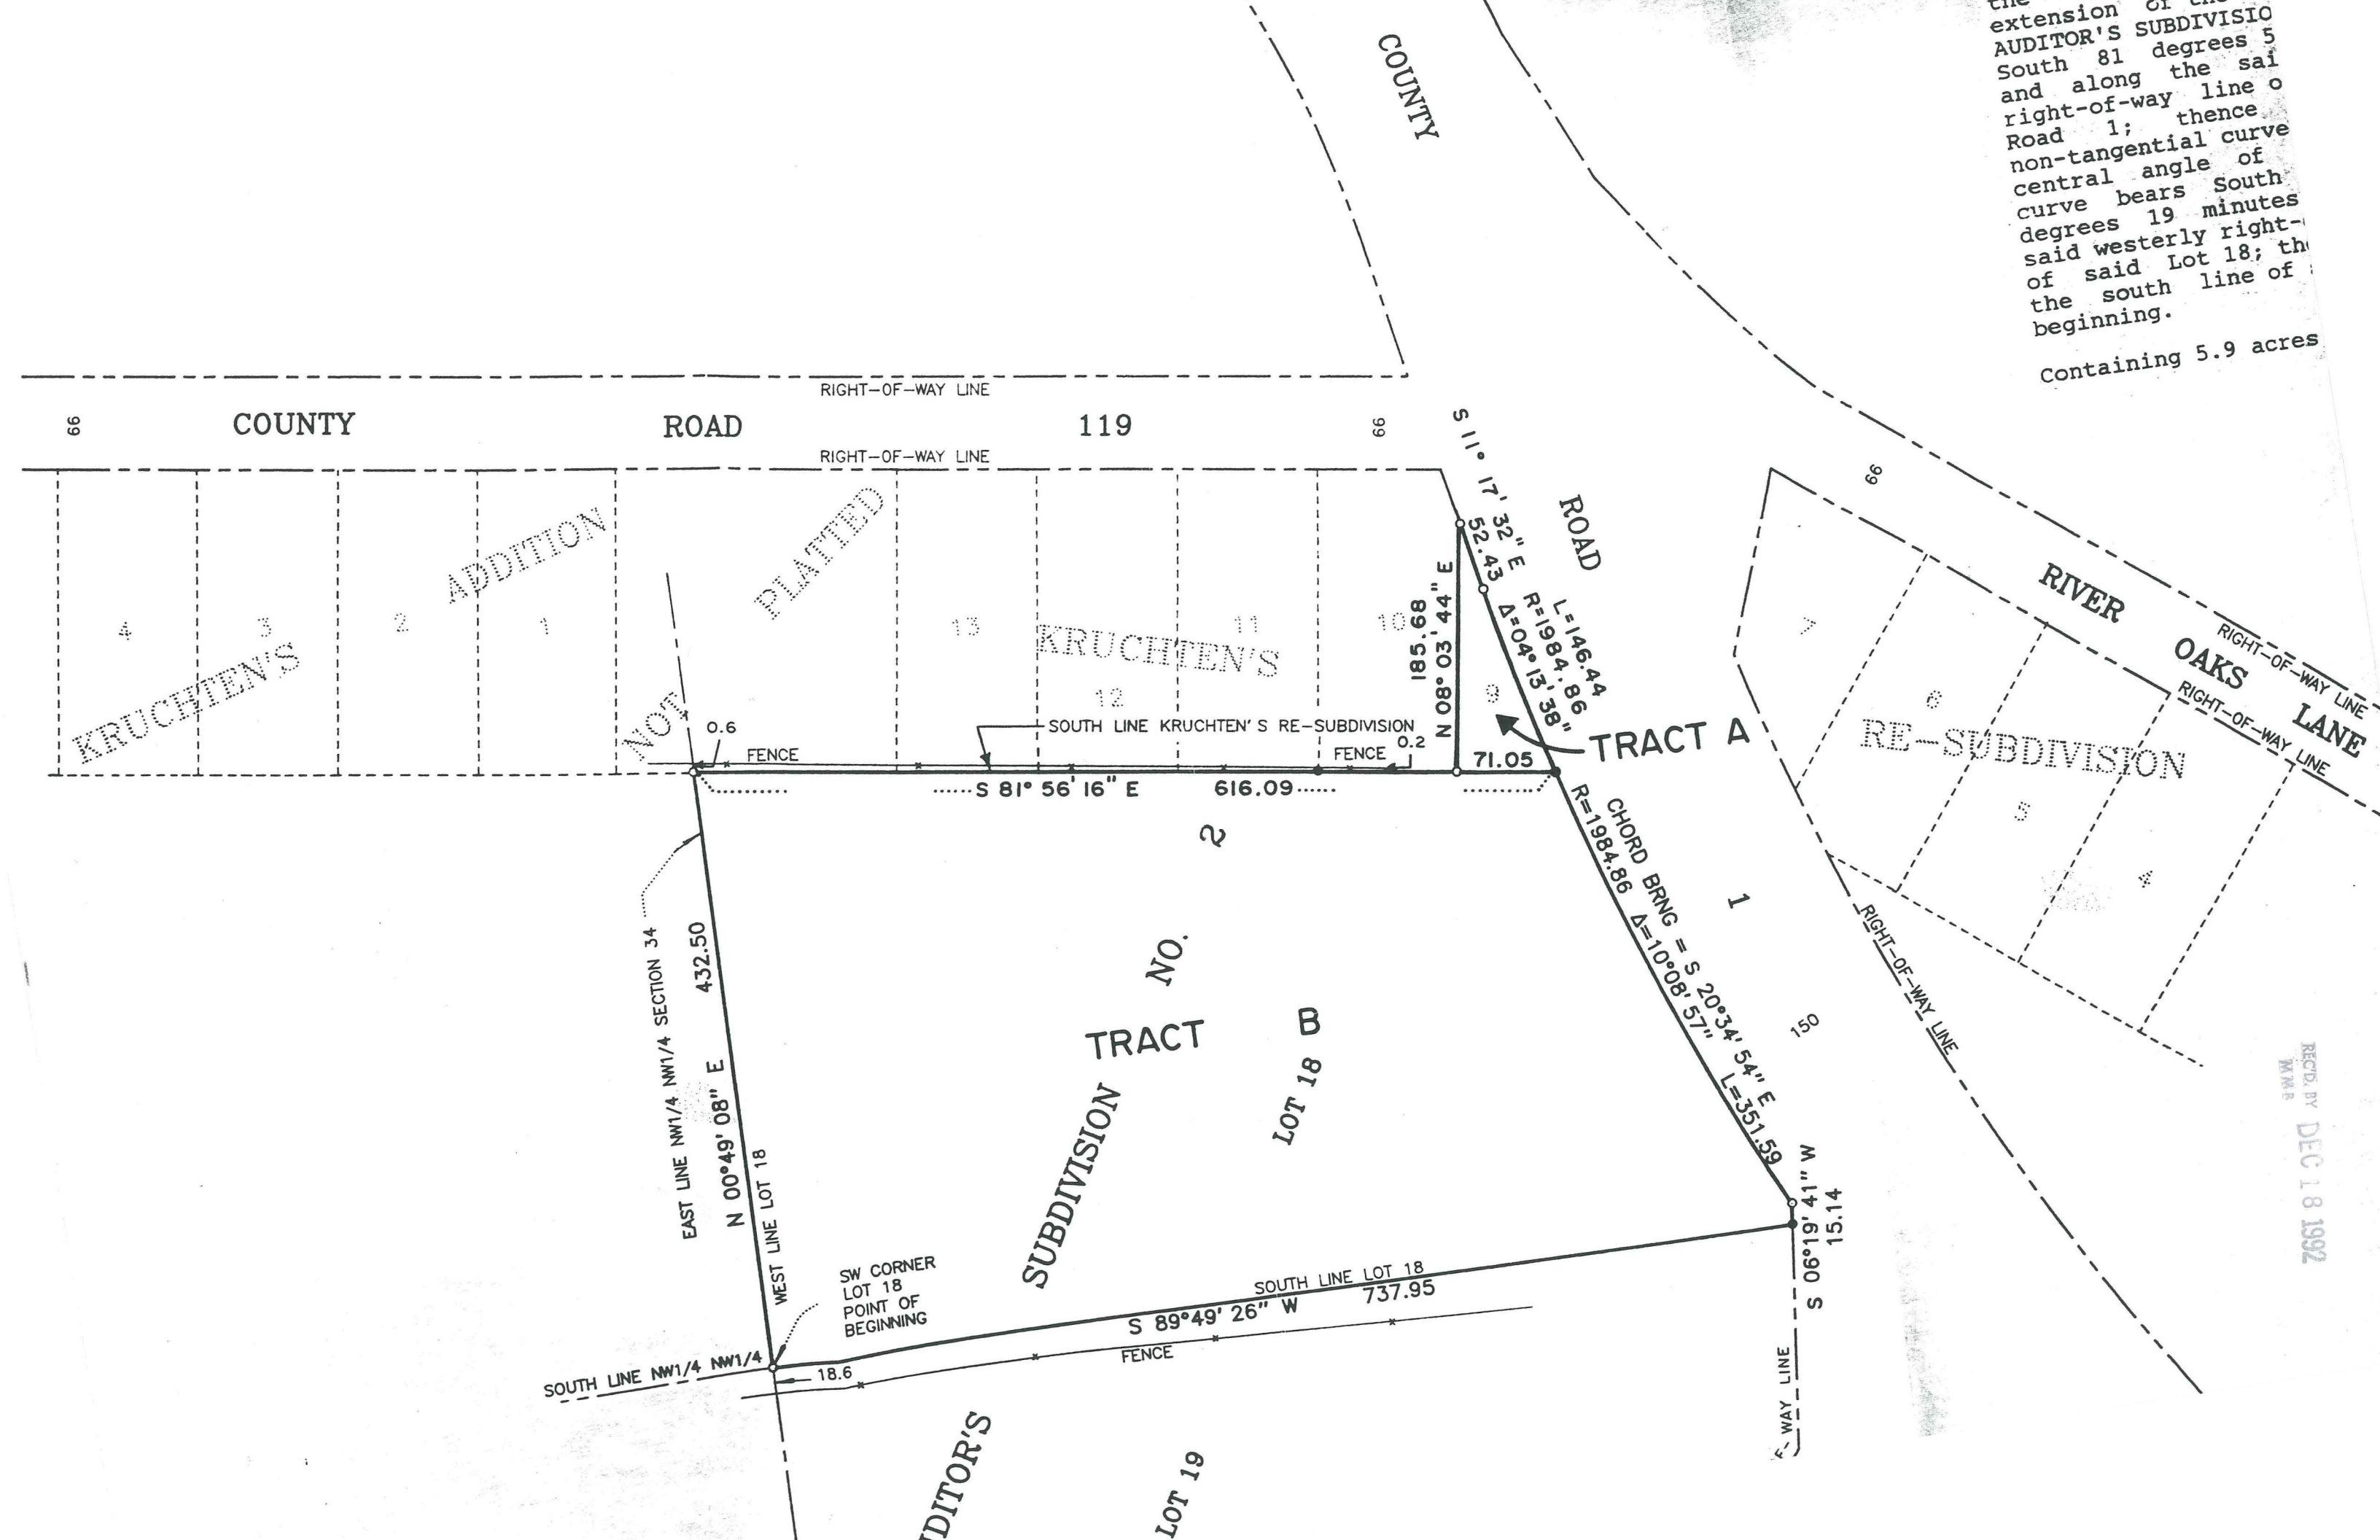 extension of
AUDITOR'S SUBDIVISIO
South 81 degrees 5
and along the sai
right-of-way line o
Road 1; thence
non-tangential curve
central angle of
curve bears South
degrees 19 minutes
said westerly right-
of said Lot 18; the
the south line of
beginning.
Containing 5.9 acres
COUNTY
RIGHT-OF-WAY LINE
66
COUNTY ROAD 119
66
RIGHT-OF-WAY LINE
S 11° 17' 32" E
52.43
ROAD
L=146.44
R=1984.86
Δ=04°13'38"
185.68
N 08° 03' 44" E
66
RIVER OAKS LANE
RIGHT-OF-WAY LINE
RIGHT-OF-WAY LINE
4
3
2
1
KRUCHTEN'S ADDITION
NOT PLATTED
13
12
11
10
9
KRUCHTEN'S
7
6
5
4
RE-SUBDIVISION
0.6
FENCE
SOUTH LINE KRUCHTEN'S RE-SUBDIVISION
FENCE
0.2
71.05
TRACT A
S 81° 56' 16" E 616.09
2
CHORD BRNG = S 20°34' 54" E
R=1984.86 Δ=10°08' 57" L=351.59
1
150
RIGHT-OF-WAY LINE
EAST LINE NW1/4 NW1/4 SECTION 34
432.50
N 00°49' 08" E
WEST LINE LOT 18
NO.
TRACT B
LOT 18
SUBDIVISION
S 06°19' 41" W
15.14
SW CORNER
LOT 18
POINT OF
BEGINNING
SOUTH LINE LOT 18
S 89°49' 26" W 737.95
FENCE
SOUTH LINE NW1/4 NW1/4
18.6
WAY LINE
UDITOR'S
LOT 19
REC'D. BY DEC 18 1992